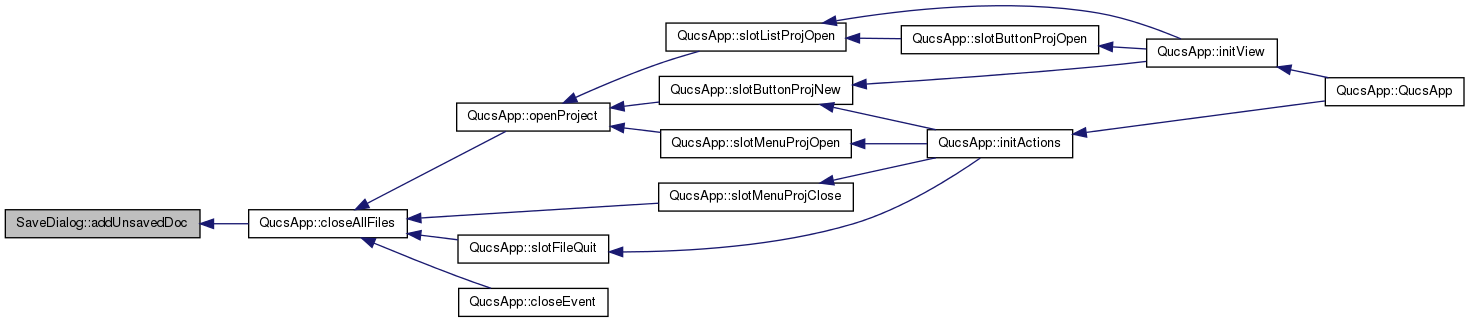 SaveDialog::addUnsavedDoc
QucsApp::closeAllFiles
QucsApp::openProject
QucsApp::slotListProjOpen
QucsApp::slotButtonProjOpen
QucsApp::initView
QucsApp::QucsApp
QucsApp::slotButtonProjNew
QucsApp::slotMenuProjOpen
QucsApp::initActions
QucsApp::slotMenuProjClose
QucsApp::slotFileQuit
QucsApp::closeEvent